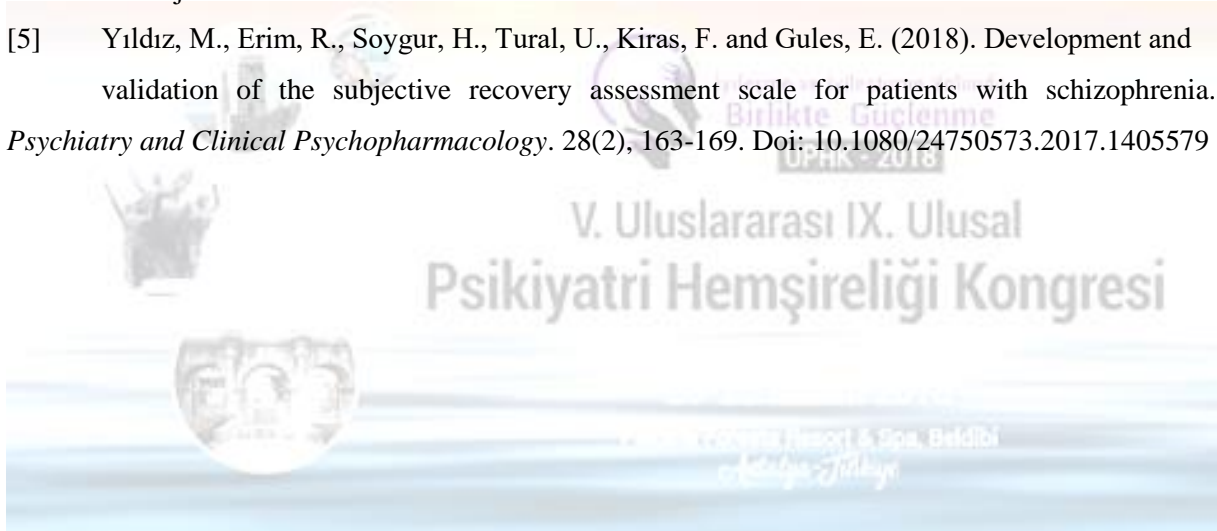 [5] Yıldız, M., Erim, R., Soygur, H., Tural, U., Kiras, F. and Gules, E. (2018). Development and
validation of the subjective recovery assessment scale for patients with schizophrenia.
Psychiatry and Clinical Psychopharmacology. 28(2), 163-169. Doi: 10.1080/24750573.2017.1405579
Birlikte Güçlenme
UPHK - 2018
V. Uluslararası IX. Ulusal
Psikiyatri Hemşireliği Kongresi
Resort & Spa, Beldibi
Antalya-Türkiye